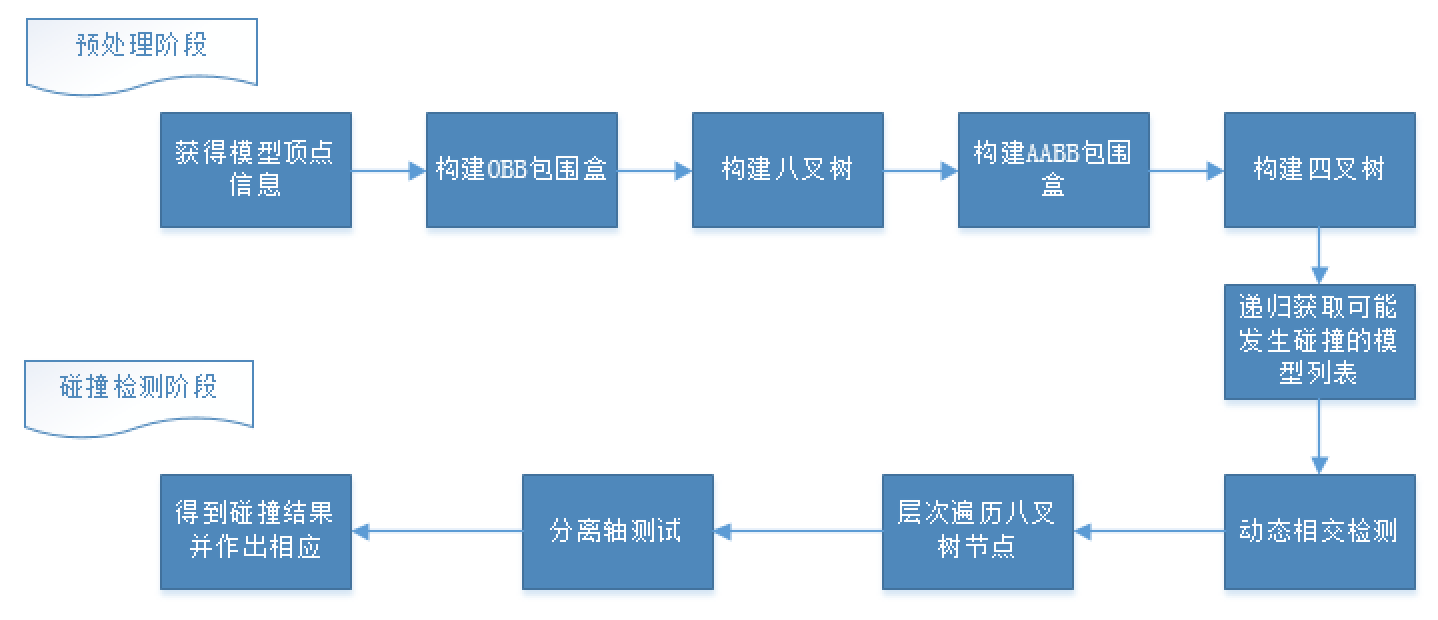 预处理阶段
获得模型顶点
信息
构建OBB包围盒
构建八叉树
构建AABB包围
盒
构建四叉树
递归获取可能
发生碰撞的模
型列表
碰撞检测阶段
得到碰撞结果
并作出相应
分离轴测试
层次遍历八叉
树节点
动态相交检测